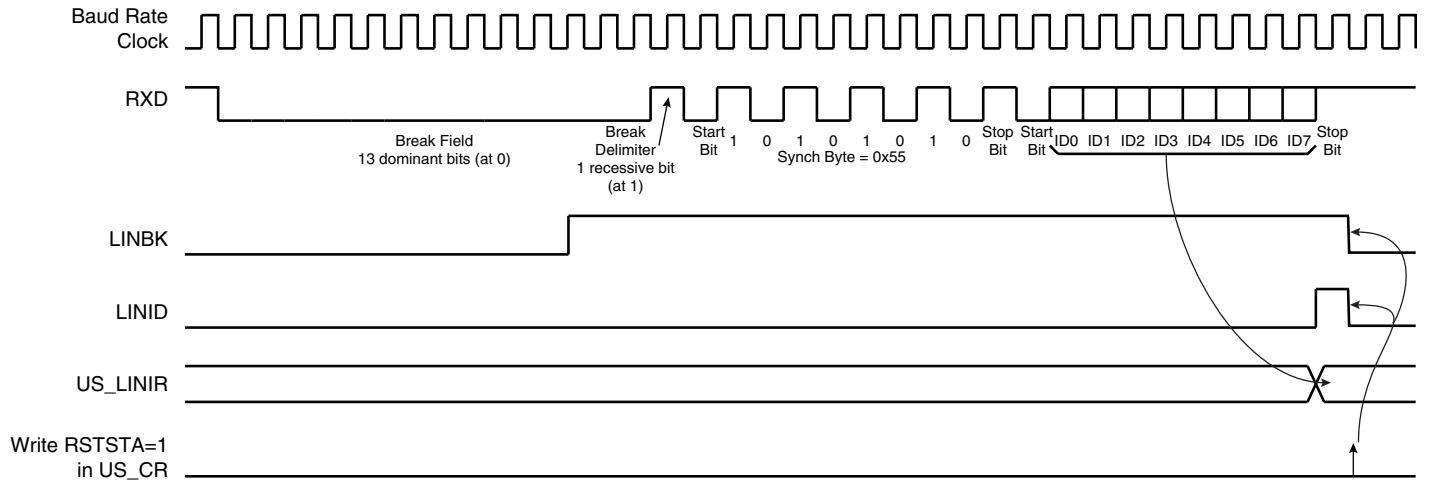 Baud Rate
Clock
RXD
Break Field
13 dominant bits (at 0)
Break
Delimiter
1 recessive bit
(at 1)
Start
Bit
1 0 1 0 1 0 1 0
Synch Byte = 0x55
Stop
Bit
Start
Bit
ID0 ID1 ID2 ID3 ID4 ID5 ID6 ID7
Stop
Bit
LINBK
LINID
US_LINIR
Write RSTSTA=1
in US_CR